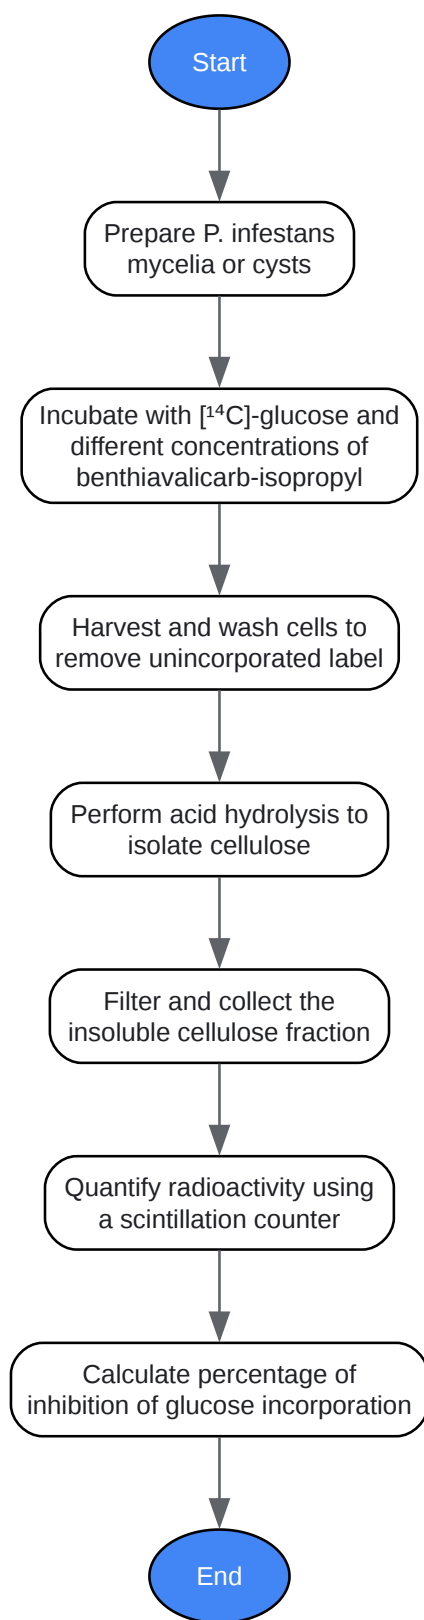 Start
Prepare P. infestans
mycelia or cysts
Incubate with [¹⁴C]-glucose and
different concentrations of
benthiavalicarb-isopropyl
Harvest and wash cells to
remove unincorporated label
Perform acid hydrolysis to
isolate cellulose
Filter and collect the
insoluble cellulose fraction
Quantify radioactivity using
a scintillation counter
Calculate percentage of
inhibition of glucose incorporation
End